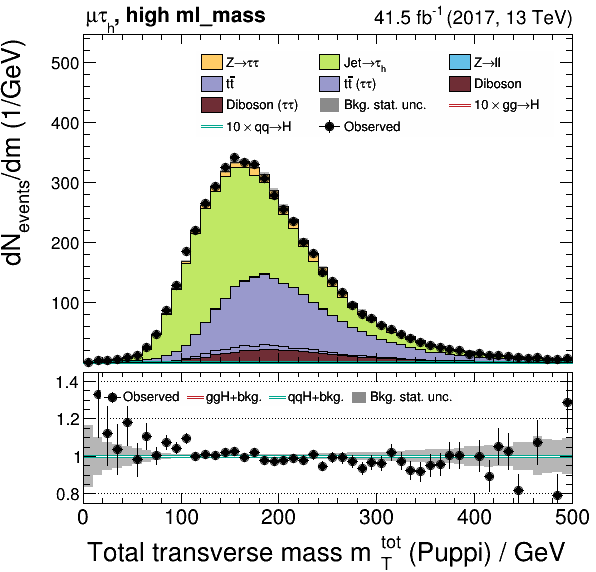 μτh, high ml_mass 41.5 fb⁻¹ (2017, 13 TeV)
dNevents/dm (1/GeV)
500
400
300
200
100
Z→ττ Jet→τh Z→ll
tt̄ tt̄ (ττ) Diboson
Diboson (ττ) Bkg. stat. unc. 10 × gg→H
10 × qq→H Observed
1.4
1.2
1
0.8
Observed ggH+bkg. qqH+bkg. Bkg. stat. unc.
0 100 200 300 400 500
Total transverse mass m_T^tot (Puppi) / GeV